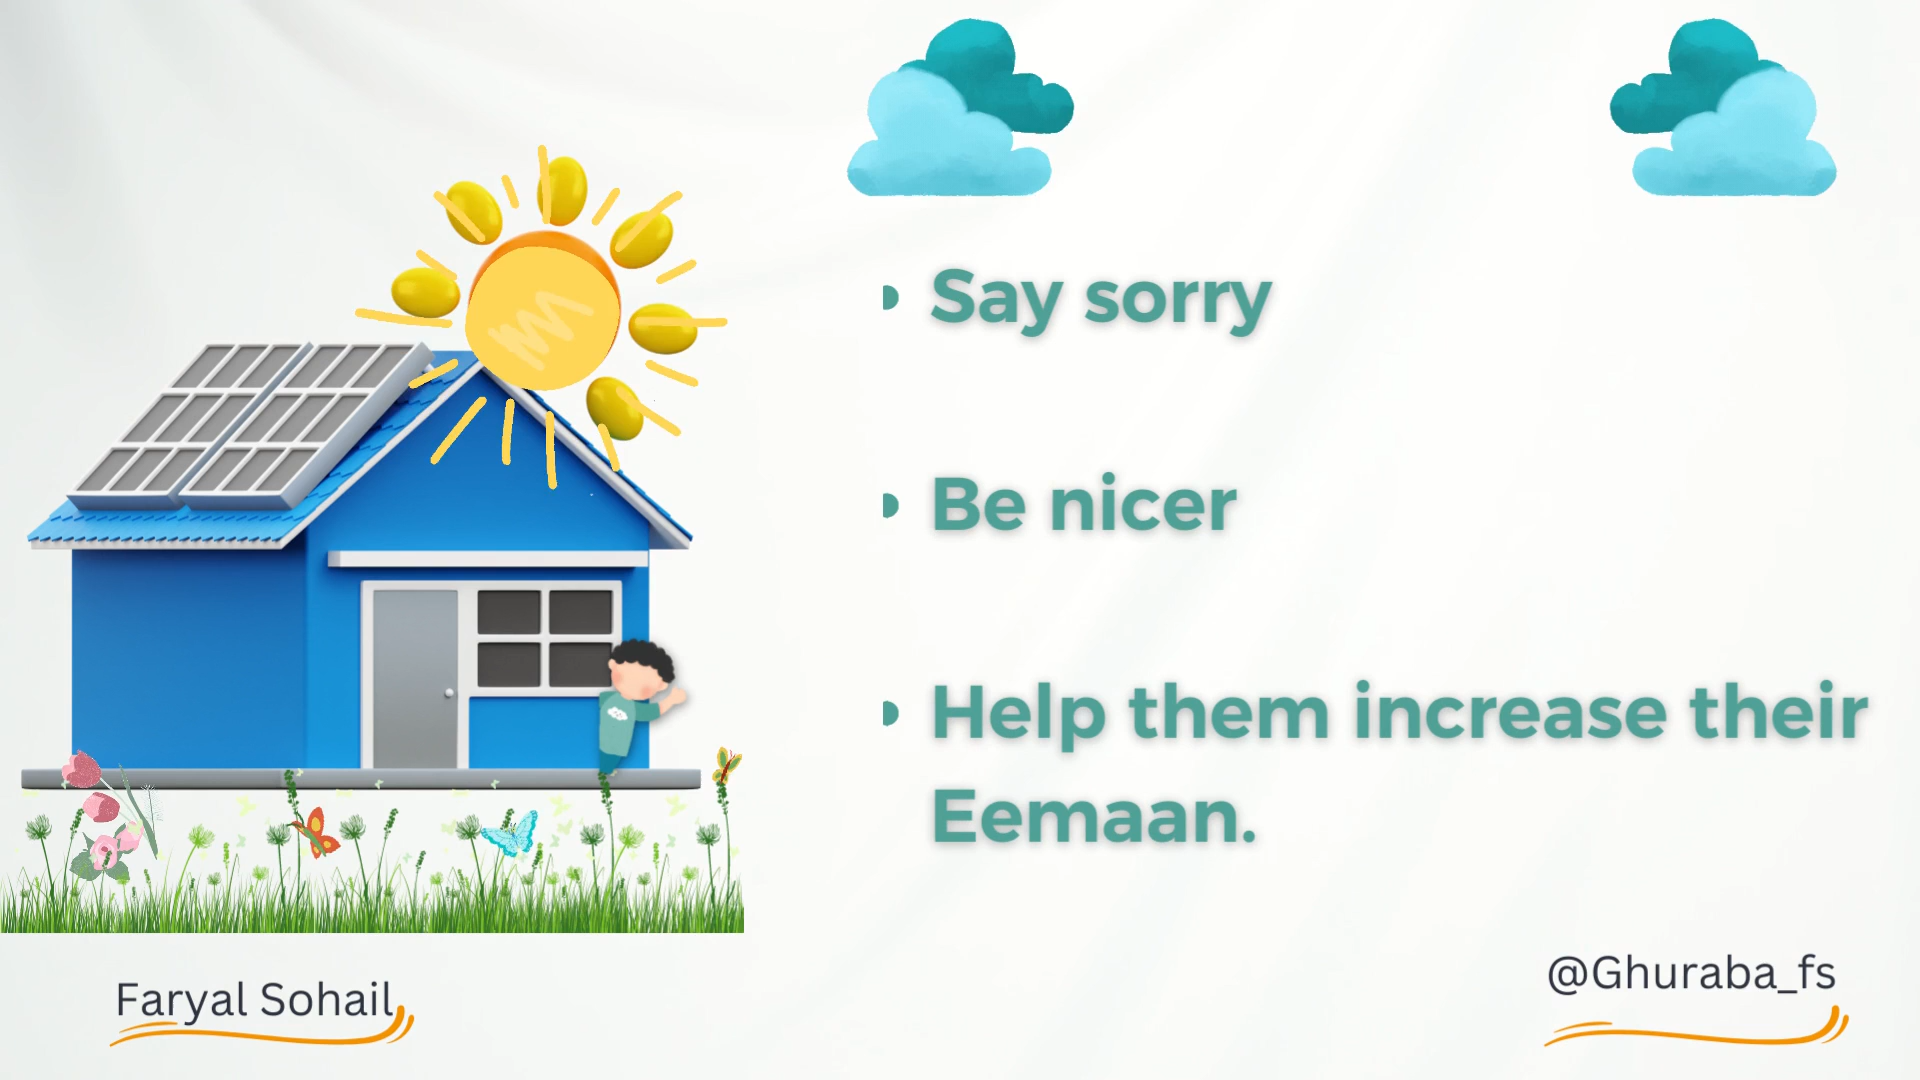 • Say sorry
• Be nicer
• Help them increase their
Eemaan.
Faryal Sohail
@Ghuraba_fs